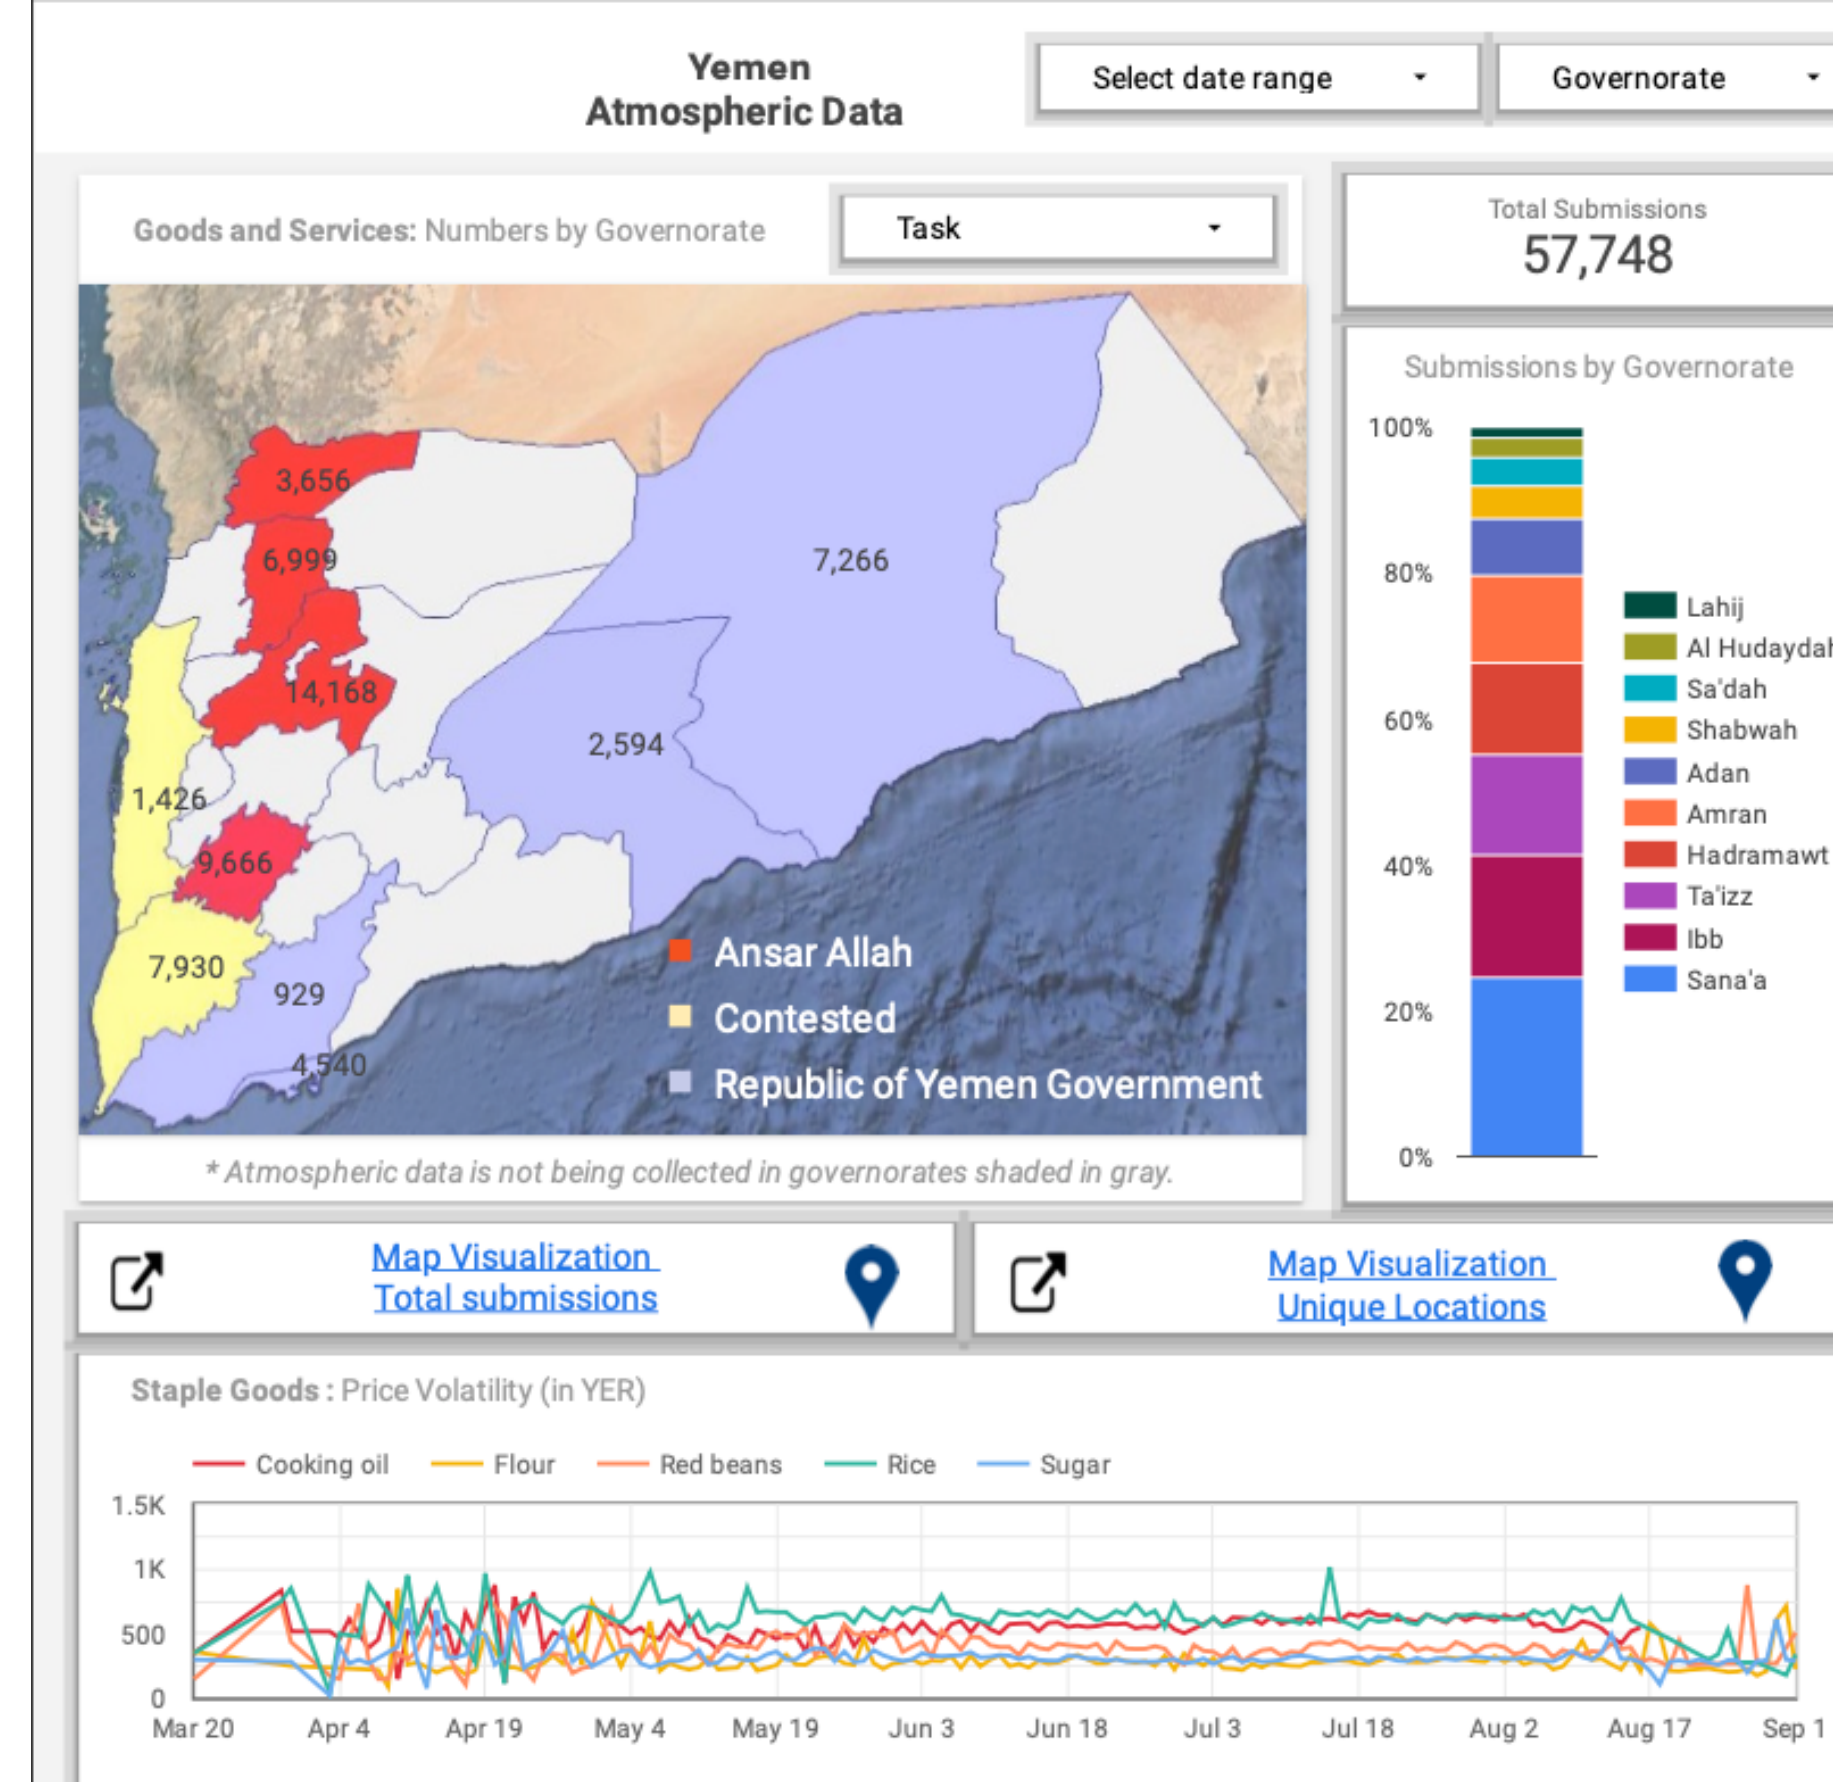 Yemen
Atmospheric Data
Select date range
Governorate
Goods and Services: Numbers by Governorate
Task
Total Submissions
57,748
3,656
6,999
14,168
7,266
2,594
1,426
9,666
7,930
929
4,540
Ansar Allah
Contested
Republic of Yemen Government
* Atmospheric data is not being collected in governorates shaded in gray.
Submissions by Governorate
100%
80%
60%
40%
20%
0%
Lahij
Al Hudaydah
Sa'dah
Shabwah
Adan
Amran
Hadramawt
Ta'izz
Ibb
Sana'a
Map Visualization
Total submissions
Map Visualization
Unique Locations
Staple Goods : Price Volatility (in YER)
Cooking oil Flour Red beans Rice Sugar
1.5K
1K
500
0
Mar 20 Apr 4 Apr 19 May 4 May 19 Jun 3 Jun 18 Jul 3 Jul 18 Aug 2 Aug 17 Sep 1